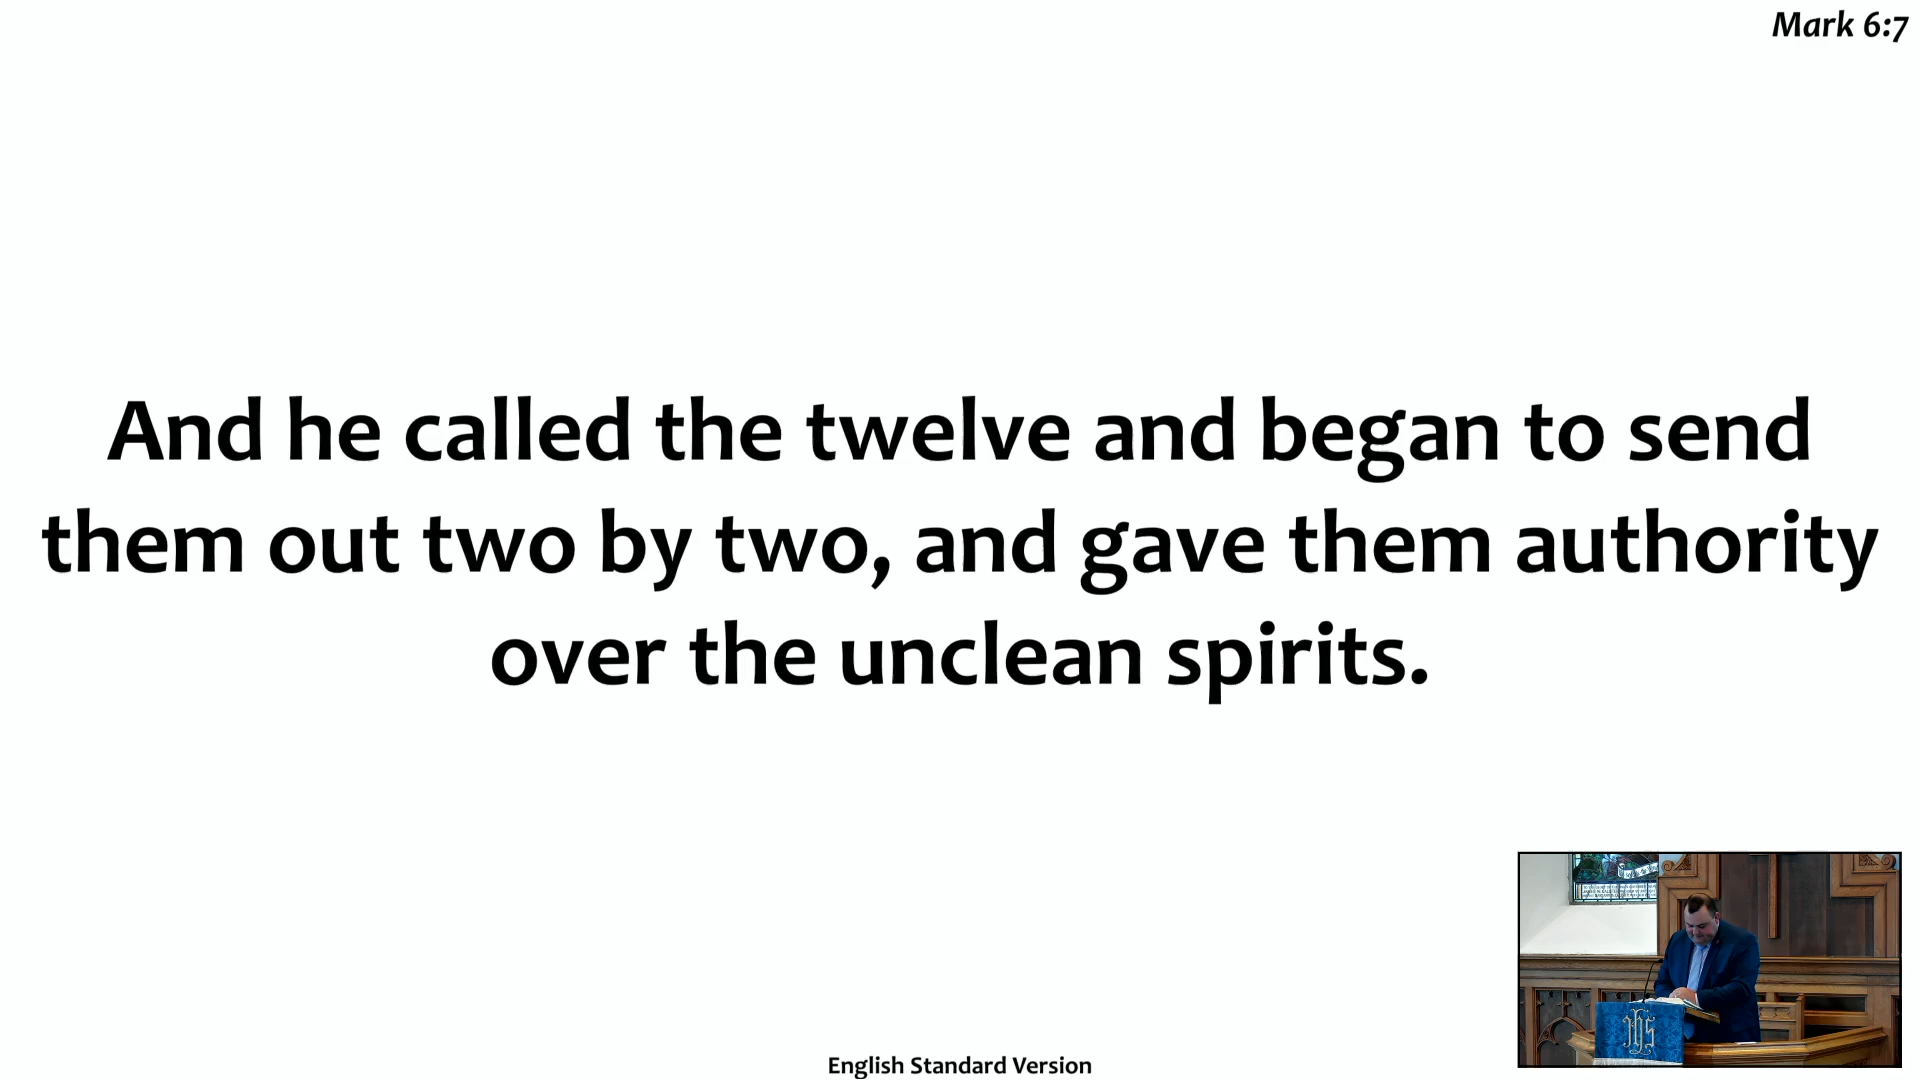 Mark 6:7
And he called the twelve and began to send
them out two by two, and gave them authority
over the unclean spirits.
IHS
English Standard Version